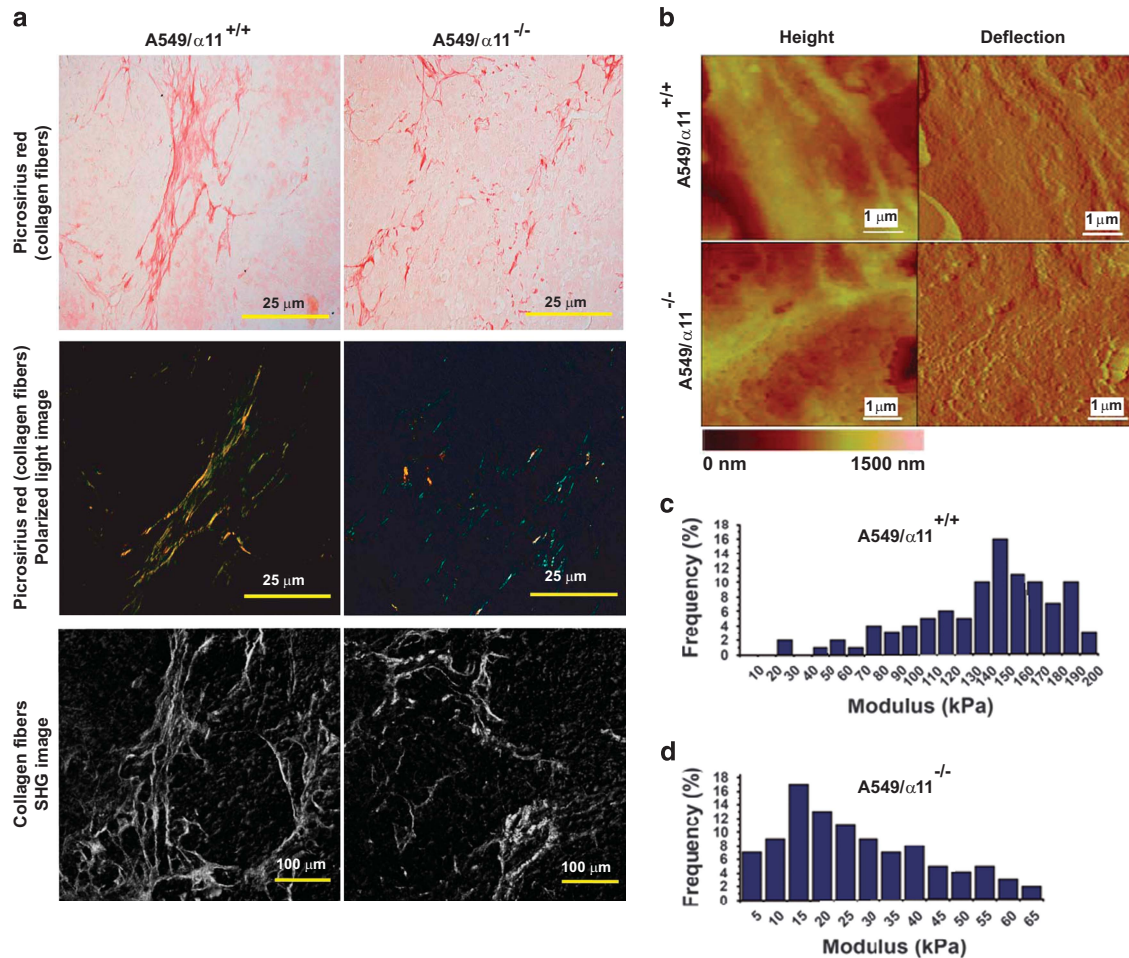 a
A549/α11 +/+
A549/α11 -/-
Picrosirius red
(collagen fibers)
25 μm
25 μm
Picrosirius red (collagen fibers)
Polarized light image
25 μm
25 μm
Collagen fibers
SHG image
100 μm
100 μm
b
Height
Deflection
A549/α11 +/+
1 μm
1 μm
A549/α11 -/-
1 μm
1 μm
0 nm
1500 nm
c
A549/α11 +/+
Frequency (%)
18
16
14
12
10
8
6
4
2
0
10 20 30 40 50 60 70 80 90 100 110 120 130 140 150 160 170 180 190 200
Modulus (kPa)
d
A549/α11 -/-
Frequency (%)
18
16
14
12
10
8
6
4
2
0
5 10 15 20 25 30 35 40 45 50 55 60 65
Modulus (kPa)